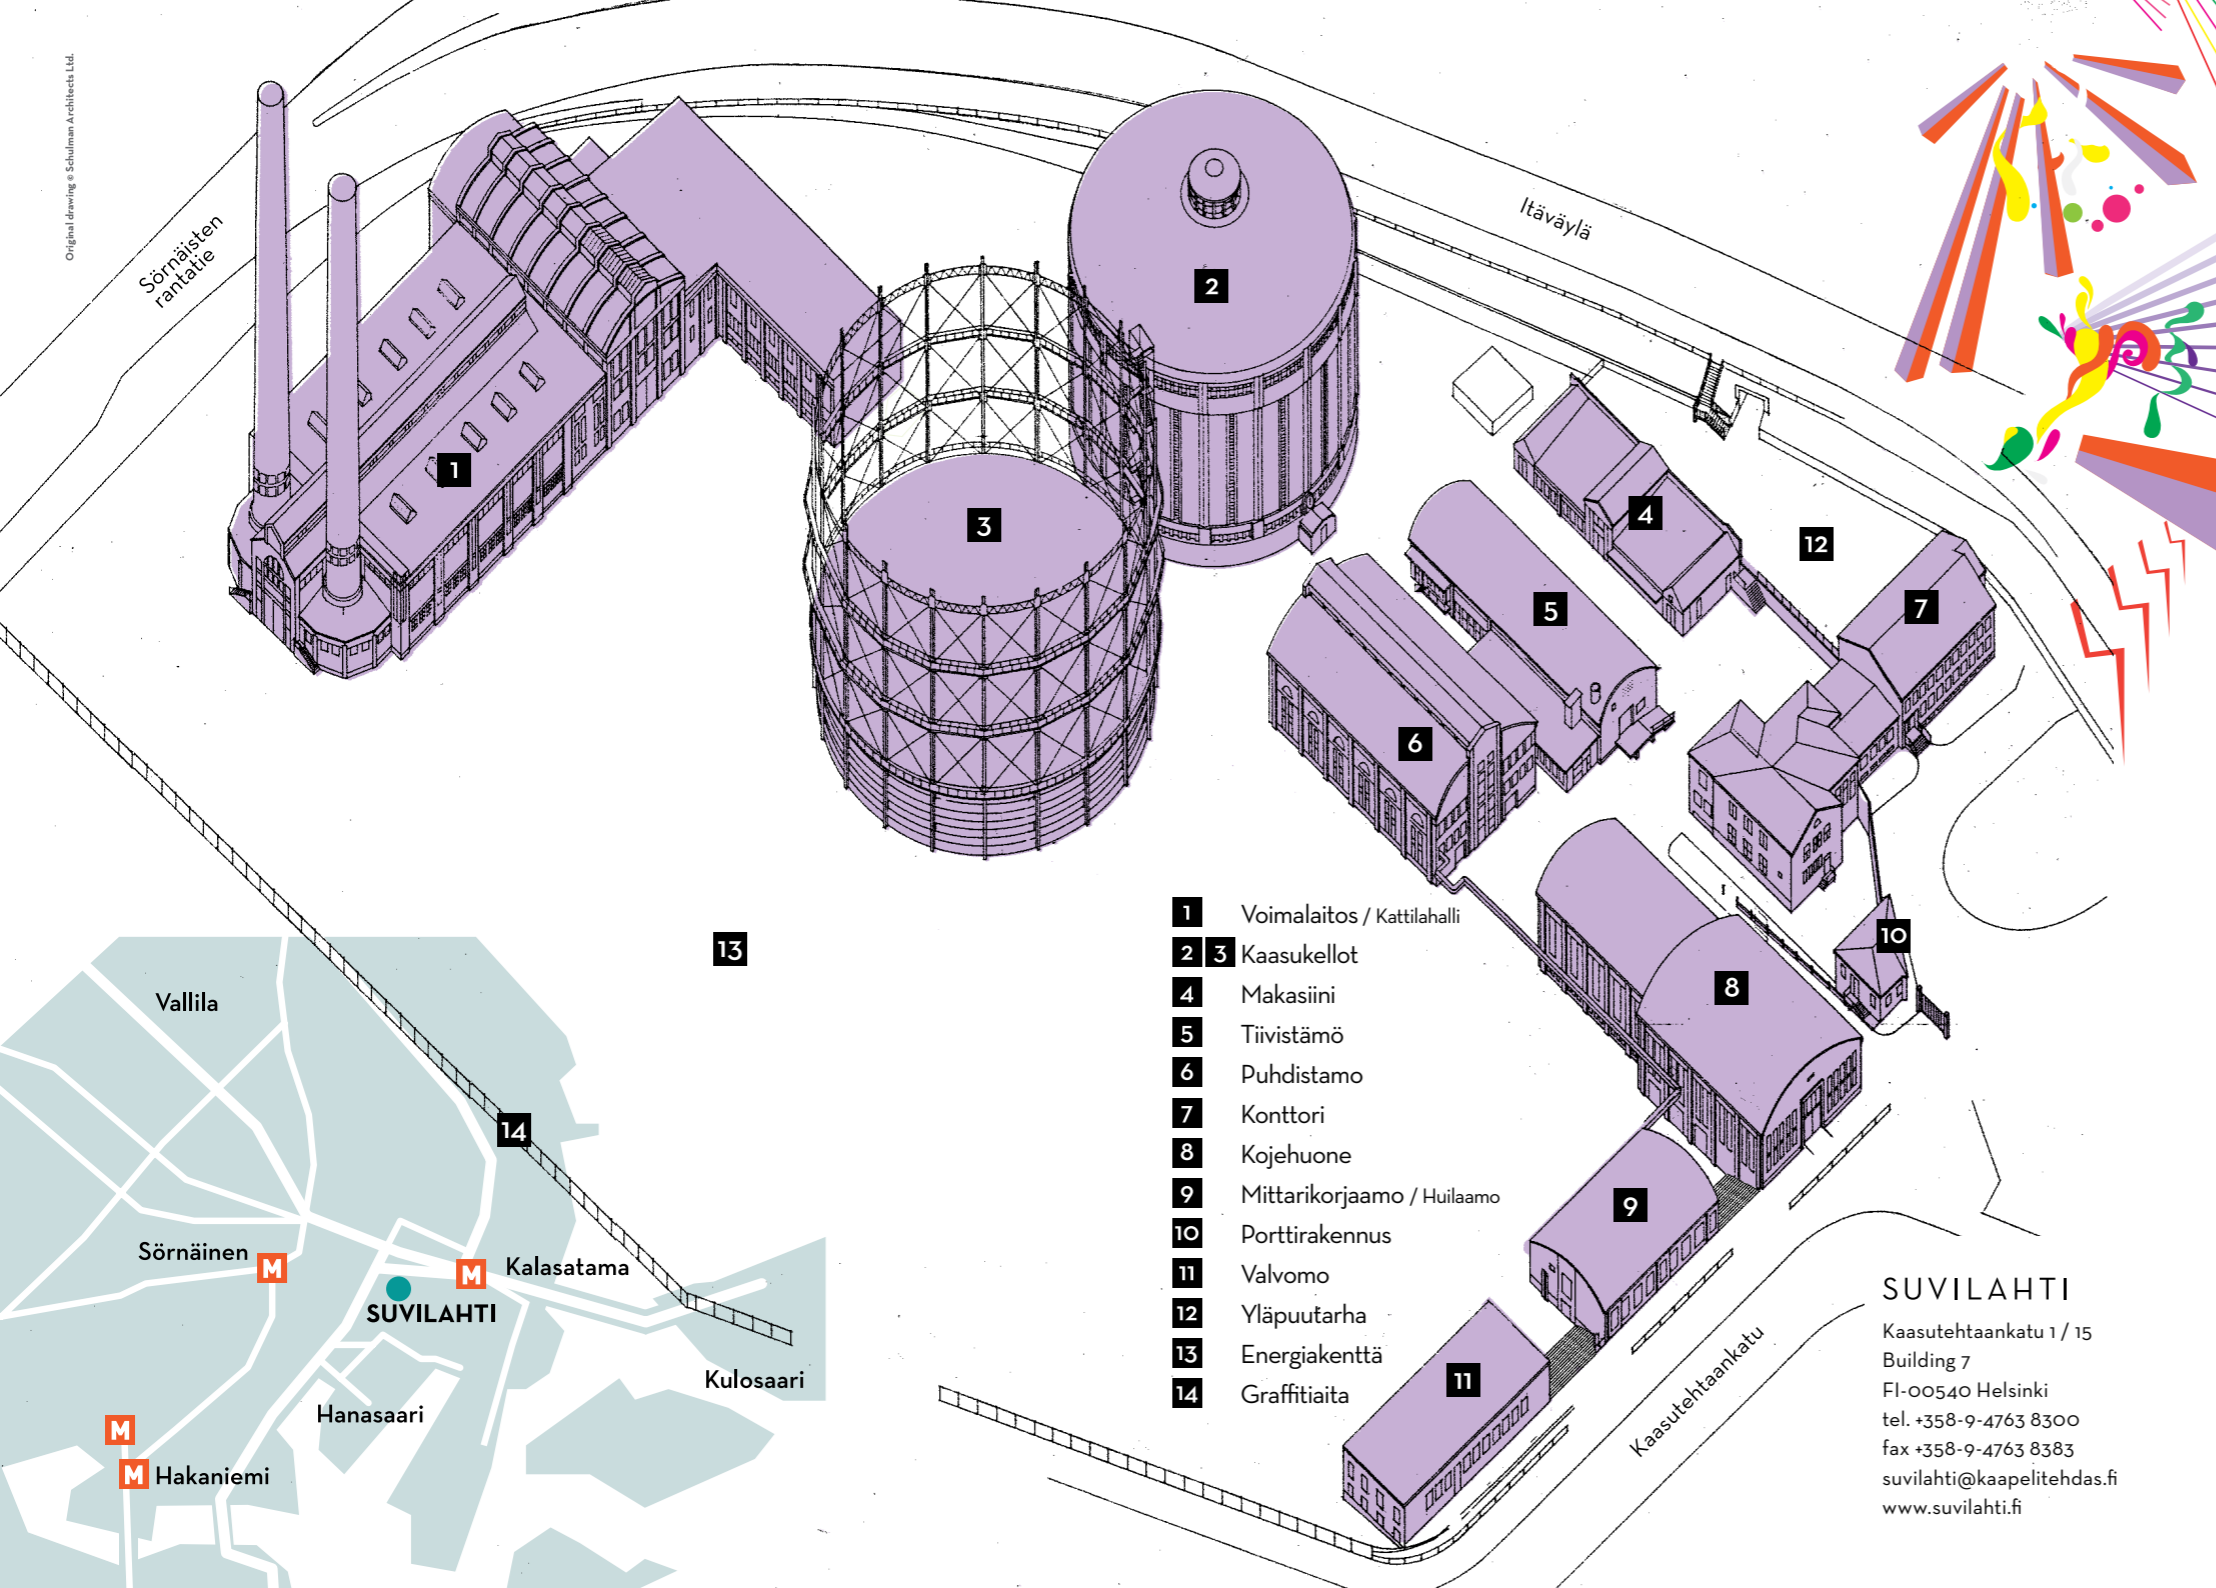 Original drawing © Schulman Architects Ltd.
Sörnäisten
rantatie
Itäväylä
1
2
3
4
5
6
7
8
9
10
11
12
13
14
1 Voimalaitos / Kattilahalli
2 3 Kaasukellot
4 Makasiini
5 Tiivistämö
6 Puhdistamo
7 Konttori
8 Kojehuone
9 Mittarikorjaamo / Huilaamo
10 Porttirakennus
11 Valvomo
12 Yläpuutarha
13 Energiakenttä
14 Graffitiaita
Vallila
Sörnäinen
M
M
Kalasatama
SUVILAHTI
Kulosaari
Hanasaari
M
M Hakaniemi
Kaasutehtaankatu
SUVILAHTI
Kaasutehtaankatu 1 / 15
Building 7
FI-00540 Helsinki
tel. +358-9-4763 8300
fax +358-9-4763 8383
suvilahti@kaapelitehdas.fi
www.suvilahti.fi